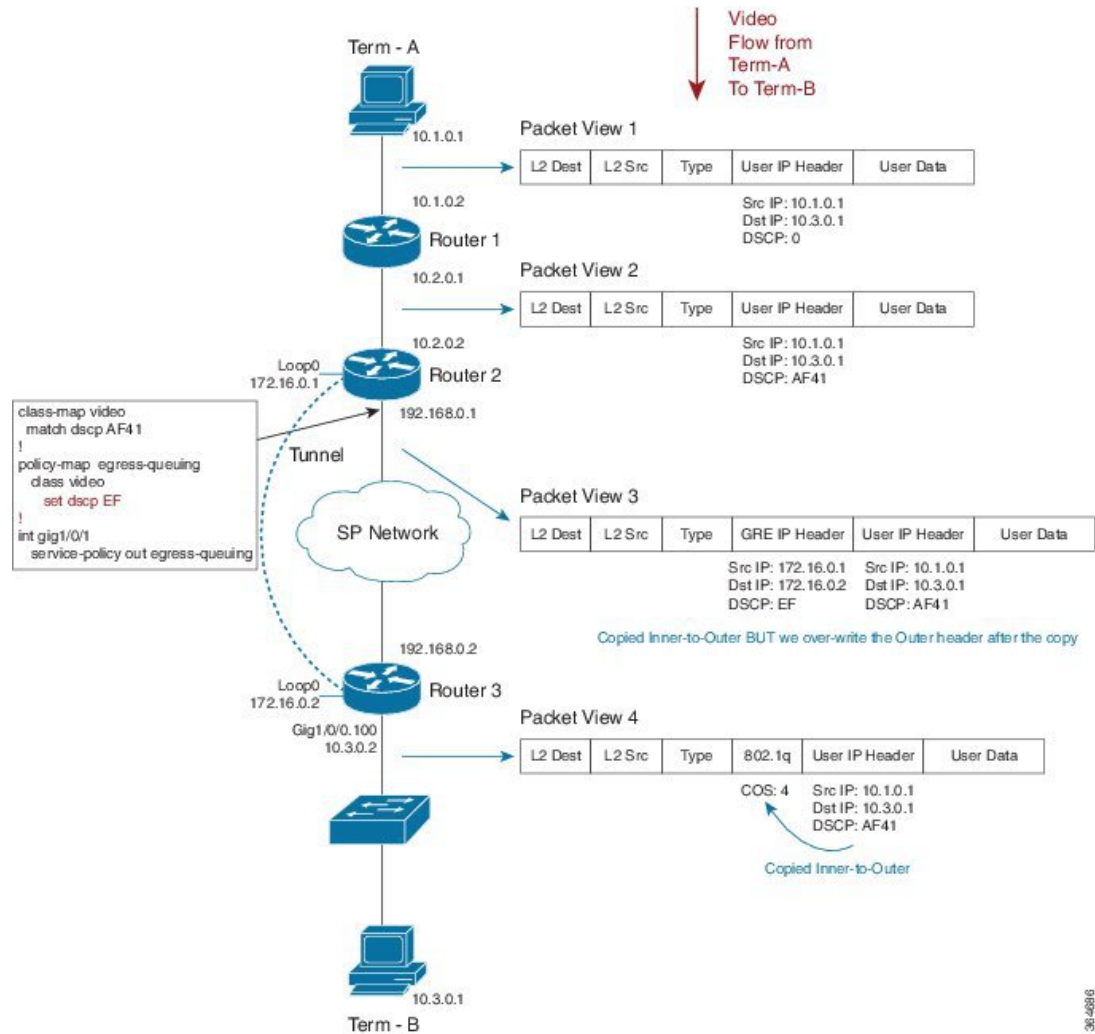 Video
Flow from
Term-A
To Term-B
Term - A
10.1.0.1
Packet View 1
L2 Dest L2 Src Type User IP Header User Data
Src IP: 10.1.0.1
Dst IP: 10.3.0.1
DSCP: 0
10.1.0.2
Router 1
10.2.0.1
Packet View 2
L2 Dest L2 Src Type User IP Header User Data
Src IP: 10.1.0.1
Dst IP: 10.3.0.1
DSCP: AF41
10.2.0.2
Loop0
172.16.0.1
Router 2
192.168.0.1
class-map video
match dscp AF41
!
policy-map egress-queuing
class video
set dscp EF
!
int gig1/0/1
service-policy out egress-queuing
Tunnel
SP Network
Packet View 3
L2 Dest L2 Src Type GRE IP Header User IP Header User Data
Src IP: 172.16.0.1
Dst IP: 172.16.0.2
DSCP: EF
Src IP: 10.1.0.1
Dst IP: 10.3.0.1
DSCP: AF41
Copied Inner-to-Outer BUT we over-write the Outer header after the copy
192.168.0.2
Loop0
172.16.0.2
Router 3
Gig1/0/0.100
10.3.0.2
Packet View 4
L2 Dest L2 Src Type 802.1q User IP Header User Data
COS: 4
Src IP: 10.1.0.1
Dst IP: 10.3.0.1
DSCP: AF41
Copied Inner-to-Outer
10.3.0.1
Term - B
364686